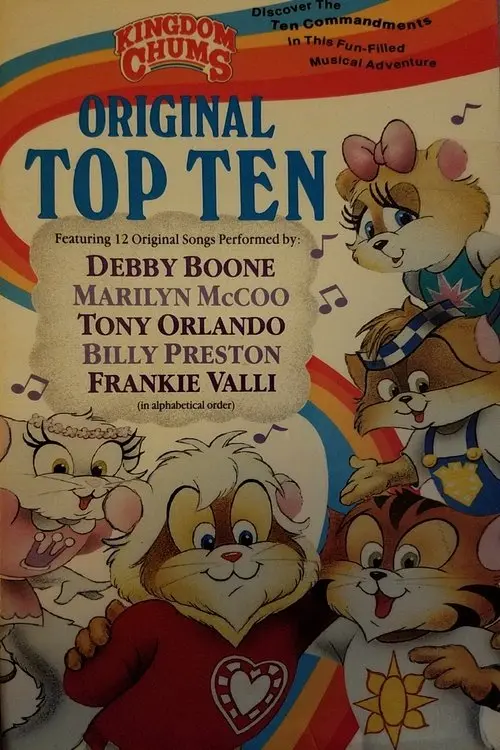 KINGDOM
CHUMS
Discover The
Ten Commandments
In This Fun-Filled
Musical Adventure
ORIGINAL
TOP TEN
Featuring 12 Original Songs Performed by:
DEBBY BOONE
MARILYN McCOO
TONY ORLANDO
BILLY PRESTON
FRANKIE VALLI
(in alphabetical order)